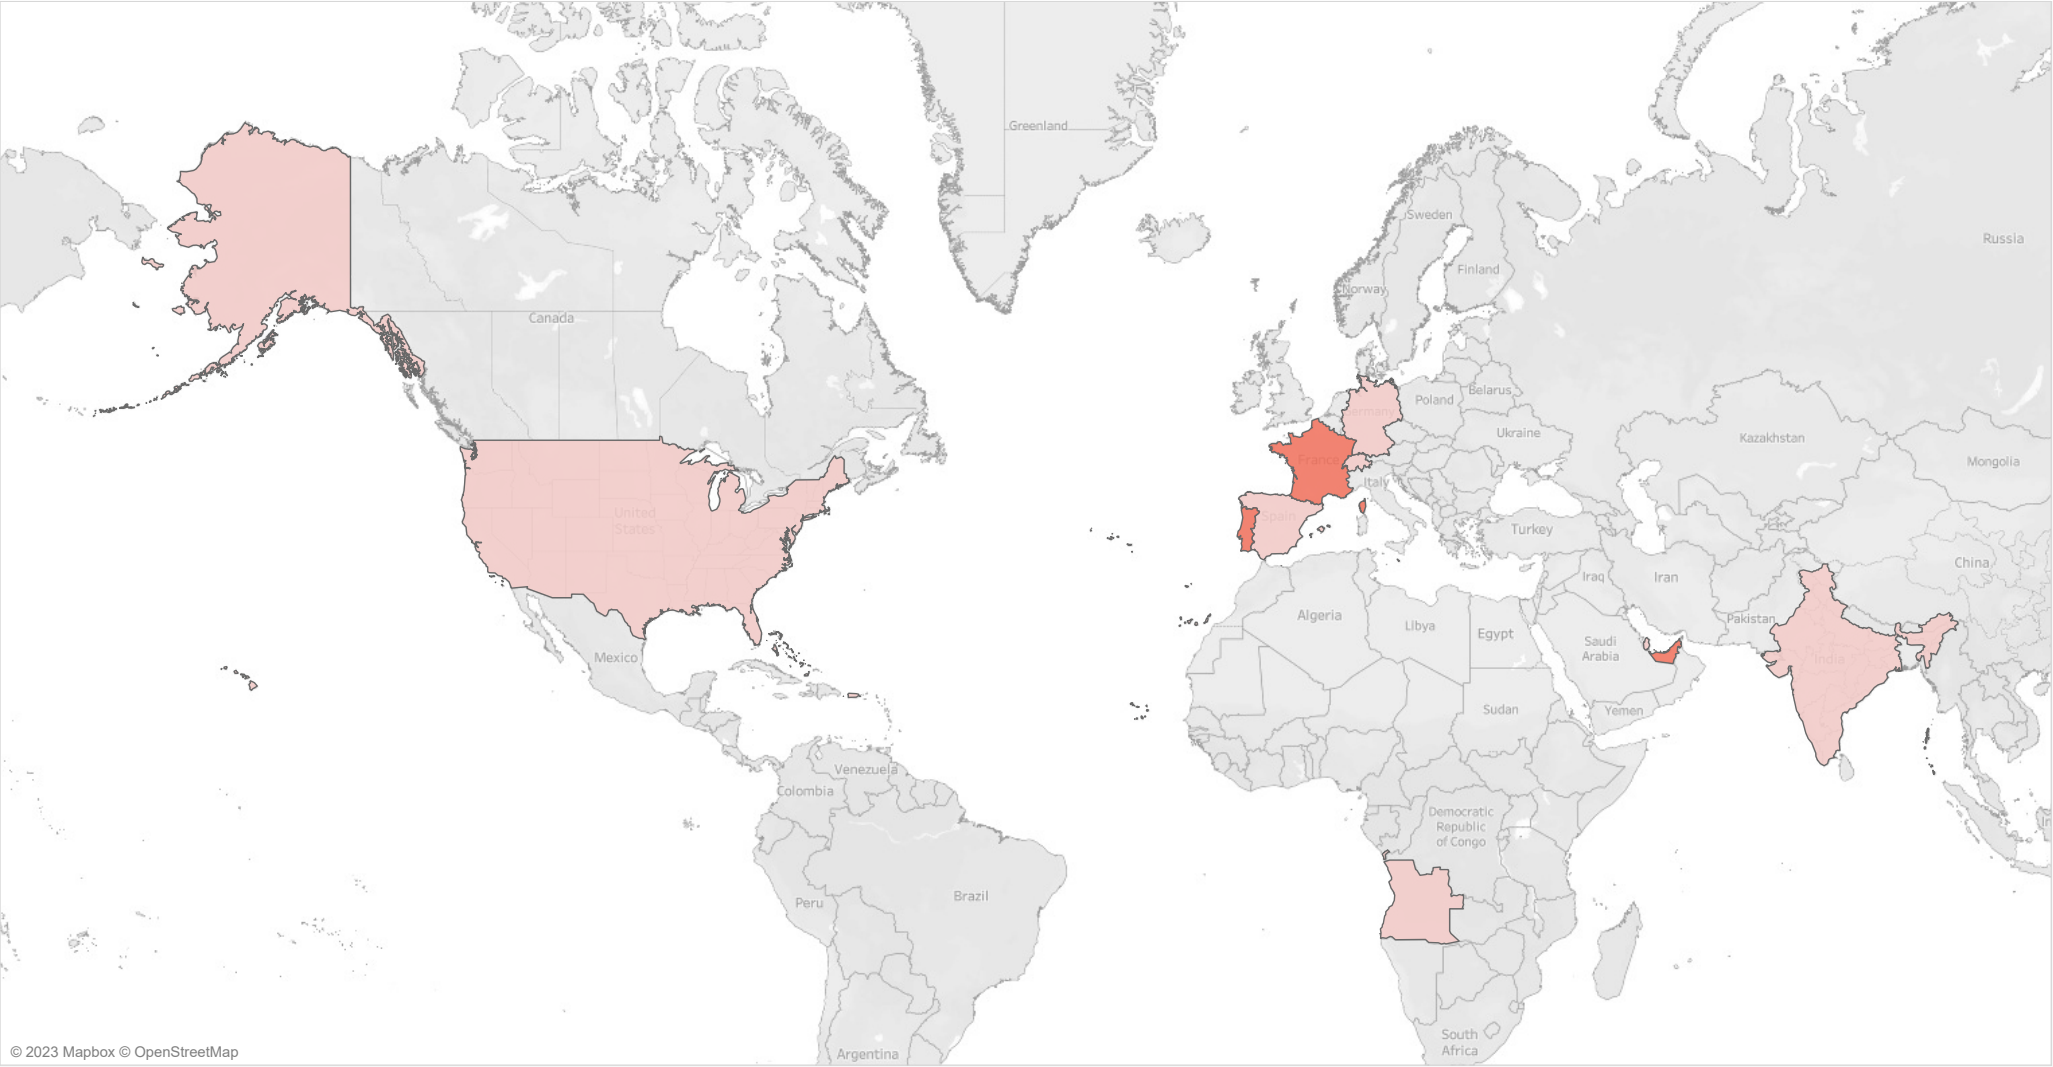 Greenland
Sweden
Russia
Finland
Norway
Canada
Belarus
Poland
Germany
Ukraine
Kazakhstan
France
Mongolia
Italy
United
States
Spain
Turkey
China
Iraq
Iran
Algeria
Libya
Egypt
Pakistan
Saudi
Arabia
Mexico
India
Sudan
Yemen
Venezuela
Colombia
Democratic
Republic
of Congo
Brazil
Peru
South
Africa
Argentina
© 2023 Mapbox © OpenStreetMap